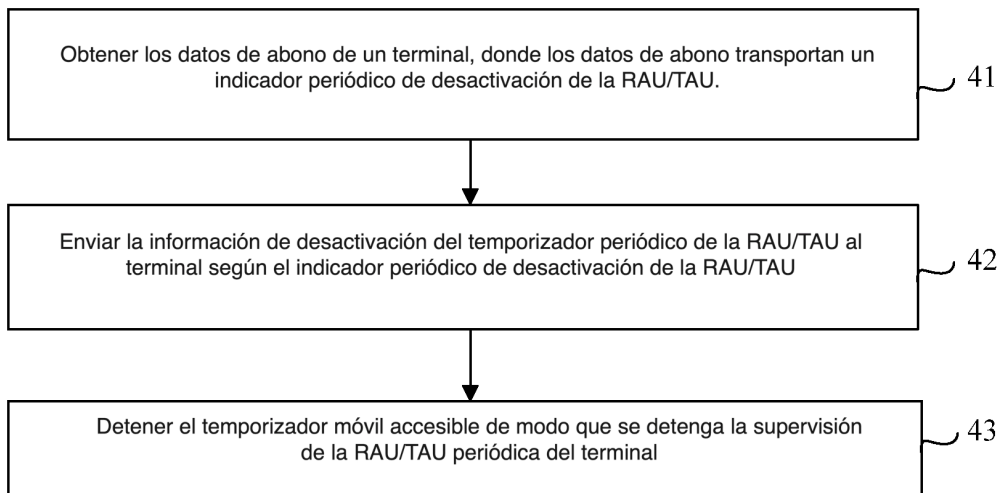 Obtener los datos de abono de un terminal, donde los datos de abono transportan un
indicador periódico de desactivación de la RAU/TAU.
41
Enviar la información de desactivación del temporizador periódico de la RAU/TAU al
terminal según el indicador periódico de desactivación de la RAU/TAU
42
Detener el temporizador móvil accesible de modo que se detenga la supervisión
de la RAU/TAU periódica del terminal
43